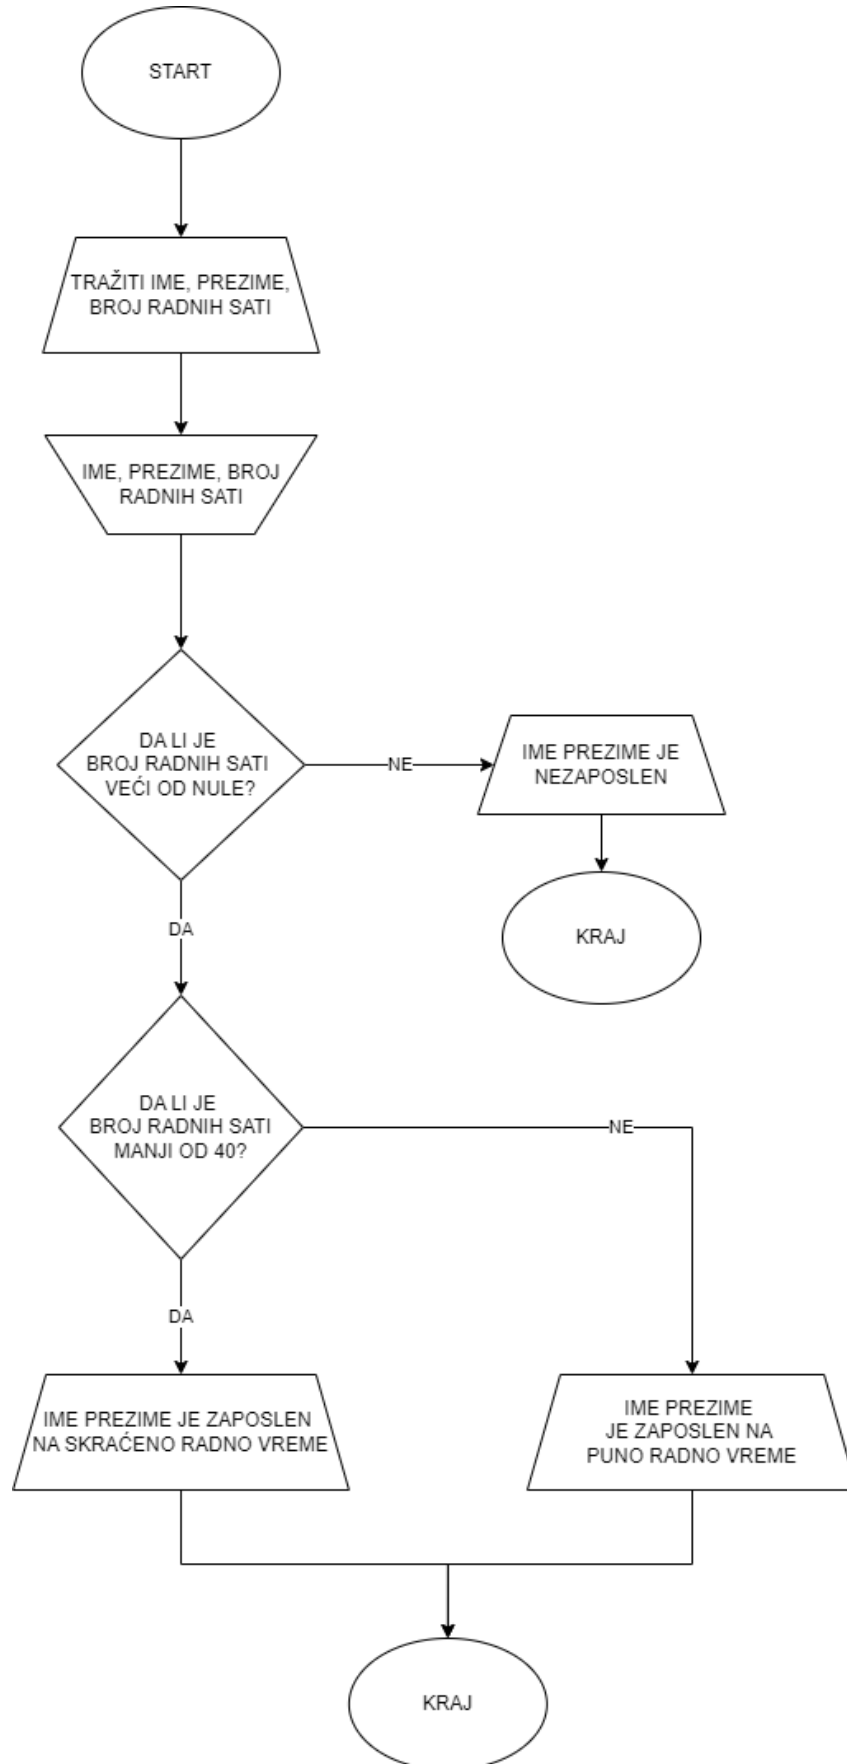 START
TRAŽITI IME, PREZIME,
BROJ RADNIH SATI
IME, PREZIME, BROJ
RADNIH SATI
DA LI JE
BROJ RADNIH SATI
VEĆI OD NULE?
NE
IME PREZIME JE
NEZAPOSLEN
DA
KRAJ
DA LI JE
BROJ RADNIH SATI
MANJI OD 40?
NE
DA
IME PREZIME JE ZAPOSLEN
NA SKRAĆENO RADNO VREME
IME PREZIME
JE ZAPOSLEN NA
PUNO RADNO VREME
KRAJ